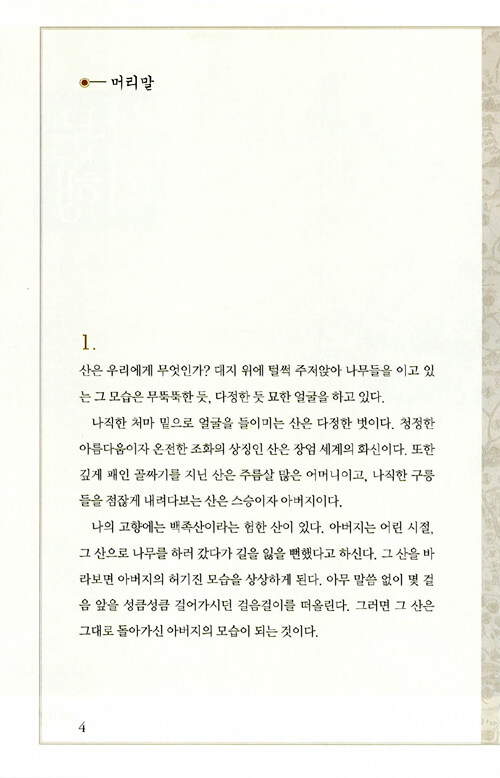 머리말
1.
산은 우리에게 무엇인가? 대지 위에 털썩 주저앉아 나무들을 이고 있
는 그 모습은 무뚝뚝한 듯, 다정한 듯 묘한 얼굴을 하고 있다.
나직한 처마 밑으로 얼굴을 들이미는 산은 다정한 벗이다. 청정한
아름다움이자 온전한 조화의 상징인 산은 장엄 세계의 화신이다. 또한
깊게 패인 골짜기를 지닌 산은 주름살 많은 어머니이고, 나직한 구릉
들을 점잖게 내려다보는 산은 스승이자 아버지이다.
나의 고향에는 백족산이라는 험한 산이 있다. 아버지는 어린 시절,
그 산으로 나무를 하러 갔다가 길을 잃을 뻔했다고 하신다. 그 산을 바
라보면 아버지의 허기진 모습을 상상하게 된다. 아무 말씀 없이 몇 걸
음 앞을 성큼성큼 걸어가시던 걸음걸이를 떠올린다. 그러면 그 산은
그대로 돌아가신 아버지의 모습이 되는 것이다.
4